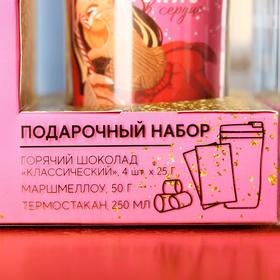 в сердце
ПОДАРОЧНЫЙ НАБОР
ГОРЯЧИЙ ШОКОЛАД
«КЛАССИЧЕСКИЙ», 4 шт. х 25 г
МАРШМЕЛЛОУ, 50 Г
ТЕРМОСТАКАН, 250 МЛ